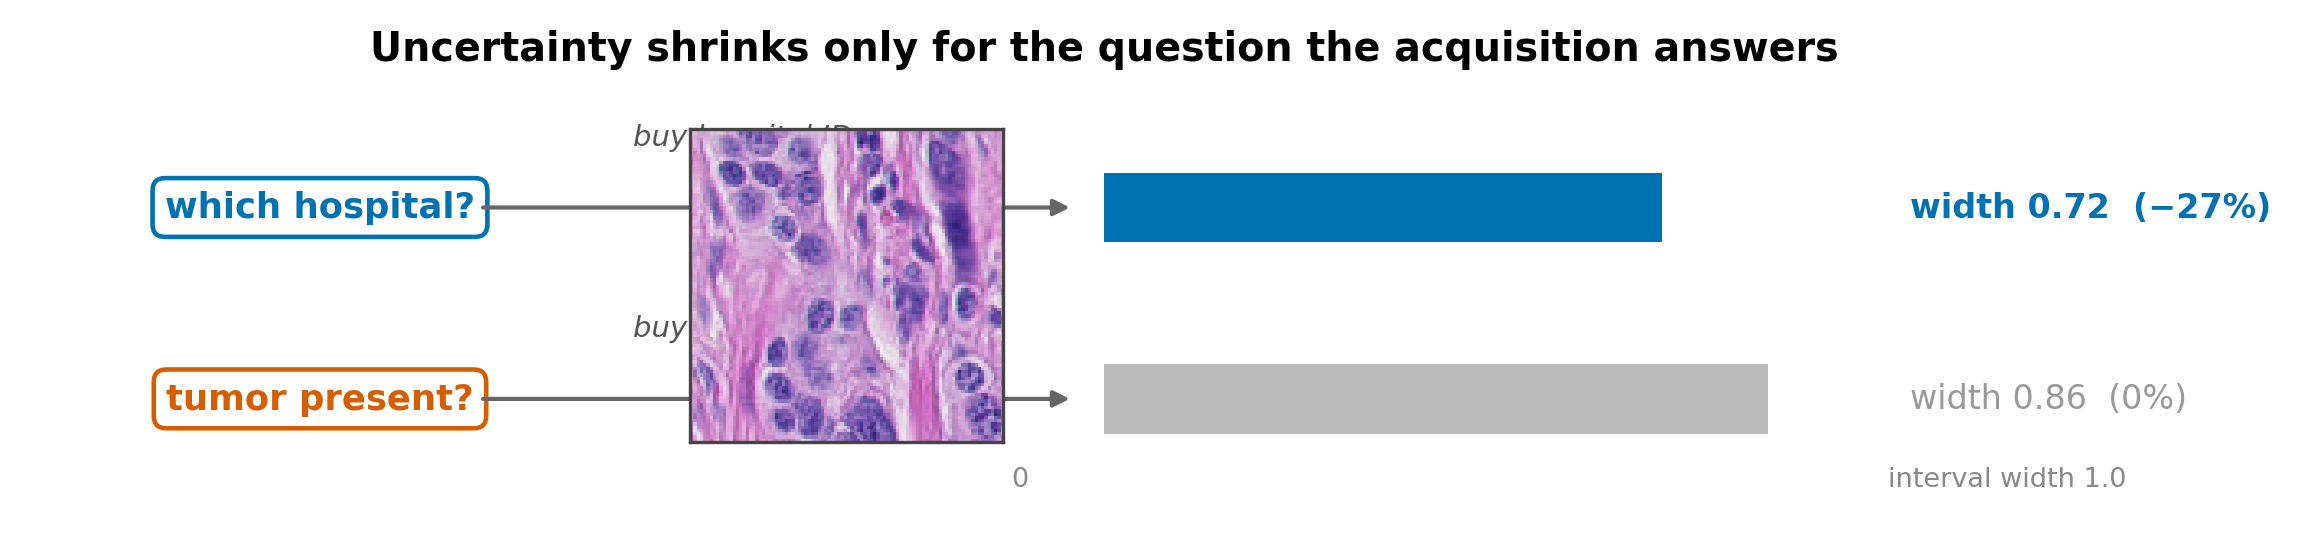 Uncertainty shrinks only for the question the acquisition answers
buy
which hospital?
width 0.72 (−27%)
buy
tumor present?
width 0.86 (0%)
0
interval width 1.0